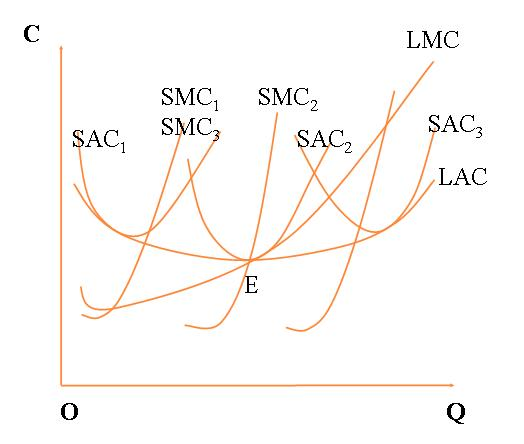 C
LMC
SMC₁
SMC₂
SMC₃
SAC₁
SAC₂
SAC₃
LAC
E
O
Q